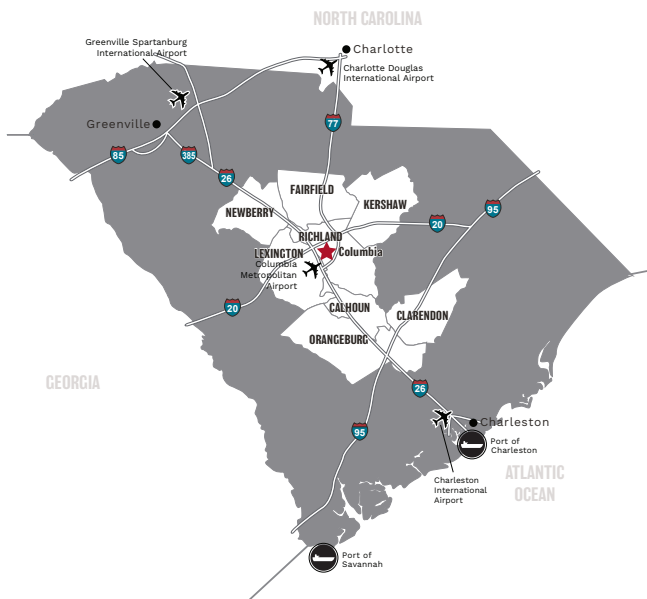 NORTH CAROLINA
Greenville Spartanburg
International Airport
Charlotte
Charlotte Douglas
International Airport
Greenville
77
85
385
26
FAIRFIELD
KERSHAW
NEWBERRY
95
20
RICHLAND
LEXINGTON
Columbia
Columbia
Metropolitan
Airport
20
CALHOUN
CLARENDON
ORANGEBURG
GEORGIA
26
95
Charleston
Port of
Charleston
ATLANTIC
OCEAN
Charleston
International
Airport
Port of
Savannah